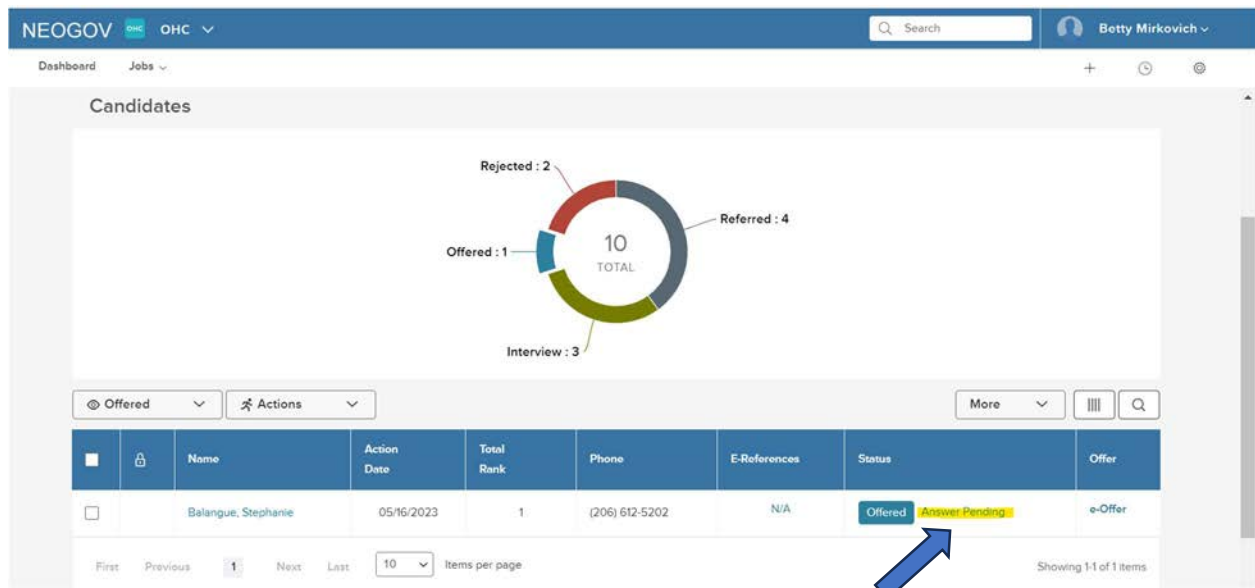 NEOGOV OHC OHC Search Betty Mirkovich
Dashboard Jobs
Candidates
Rejected : 2
Referred : 4
Offered : 1
10
TOTAL
Interview : 3
Offered Actions More
Name Action Date Total Rank Phone E-References Status Offer
Balangue, Stephanie 05/16/2023 1 (206) 612-5202 N/A Offered Answer Pending e-Offer
First Previous 1 Next Last 10 Items per page Showing 1-1 of 1 items